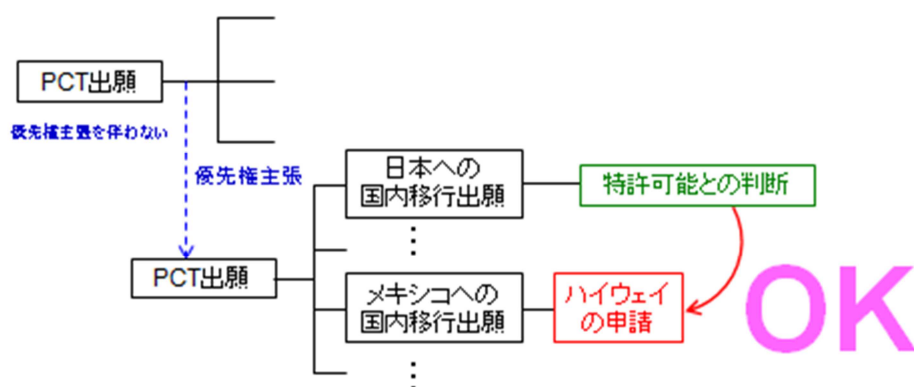 PCT出願
優先権主張を伴わない
優先権主張
日本への
国内移行出願
特許可能との判断
PCT出願
メキシコへの
国内移行出願
ハイウェイ
の申請
OK